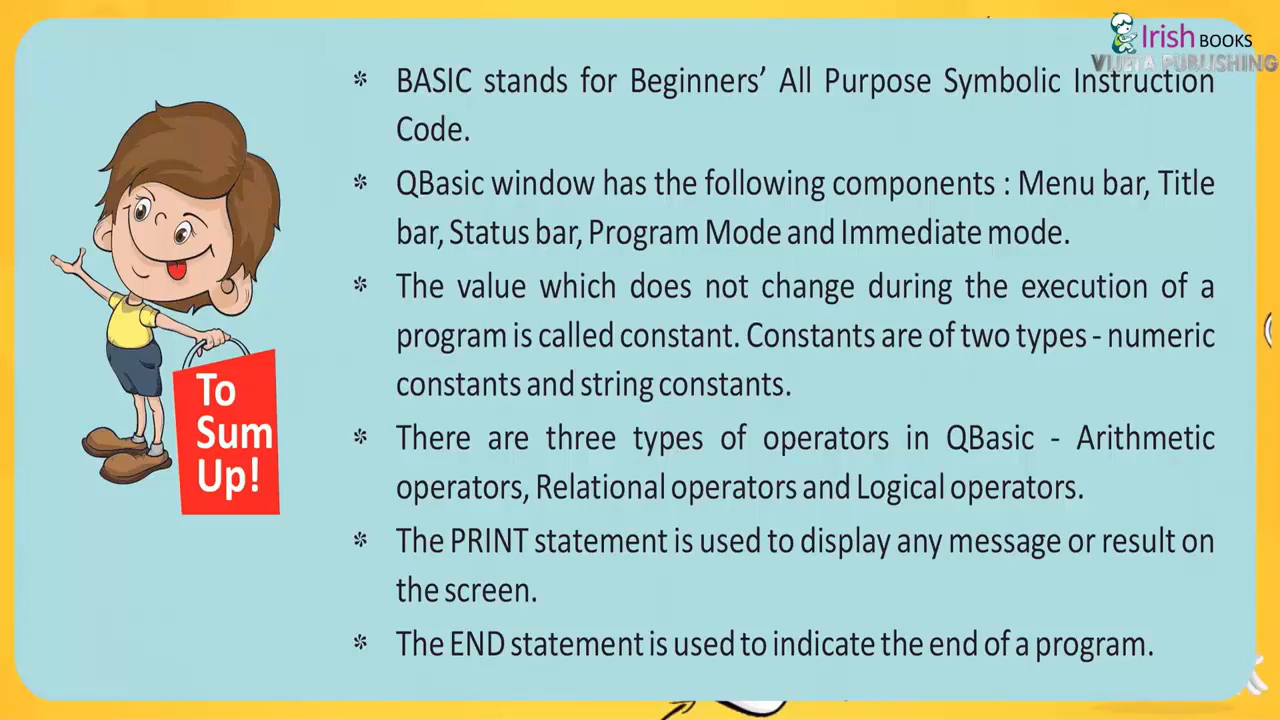 Irish BOOKS
VIJETA PUBLISHING
BASIC stands for Beginners’ All Purpose Symbolic Instruction
Code.
QBasic window has the following components : Menu bar, Title
bar, Status bar, Program Mode and Immediate mode.
The value which does not change during the execution of a
program is called constant. Constants are of two types - numeric
constants and string constants.
There are three types of operators in QBasic - Arithmetic
operators, Relational operators and Logical operators.
The PRINT statement is used to display any message or result on
the screen.
The END statement is used to indicate the end of a program.
To
Sum
Up!